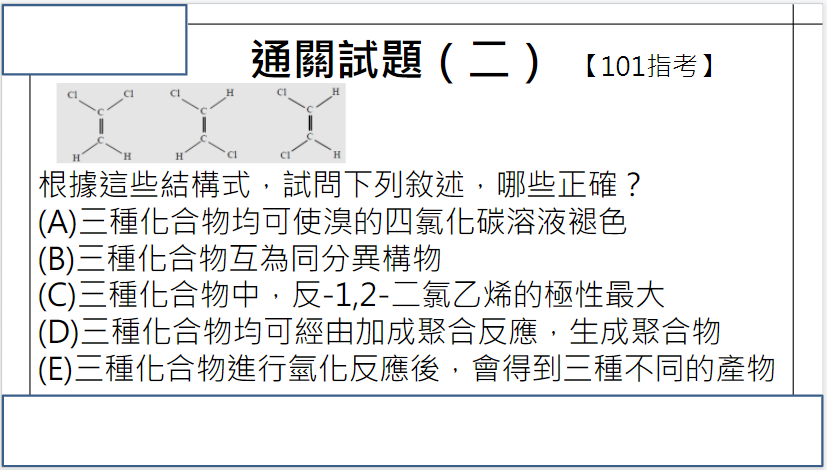 通關試題(二) 【101指考】
Cl Cl Cl H Cl H
C C C
C C C
H H H Cl Cl H
根據這些結構式，試問下列敘述，哪些正確？
(A)三種化合物均可使溴的四氯化碳溶液褪色
(B)三種化合物互為同分異構物
(C)三種化合物中，反-1,2-二氯乙烯的極性最大
(D)三種化合物均可經由加成聚合反應，生成聚合物
(E)三種化合物進行氫化反應後，會得到三種不同的產物